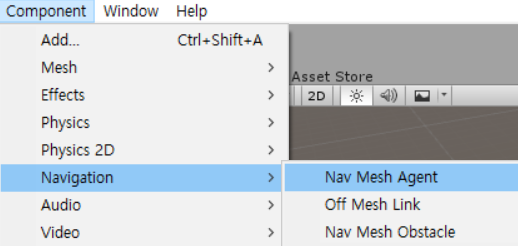 Component Window Help
Add... Ctrl+Shift+A
Mesh
Asset Store
Effects
2D
Physics
Physics 2D
Navigation
Nav Mesh Agent
Audio
Off Mesh Link
Video
Nav Mesh Obstacle